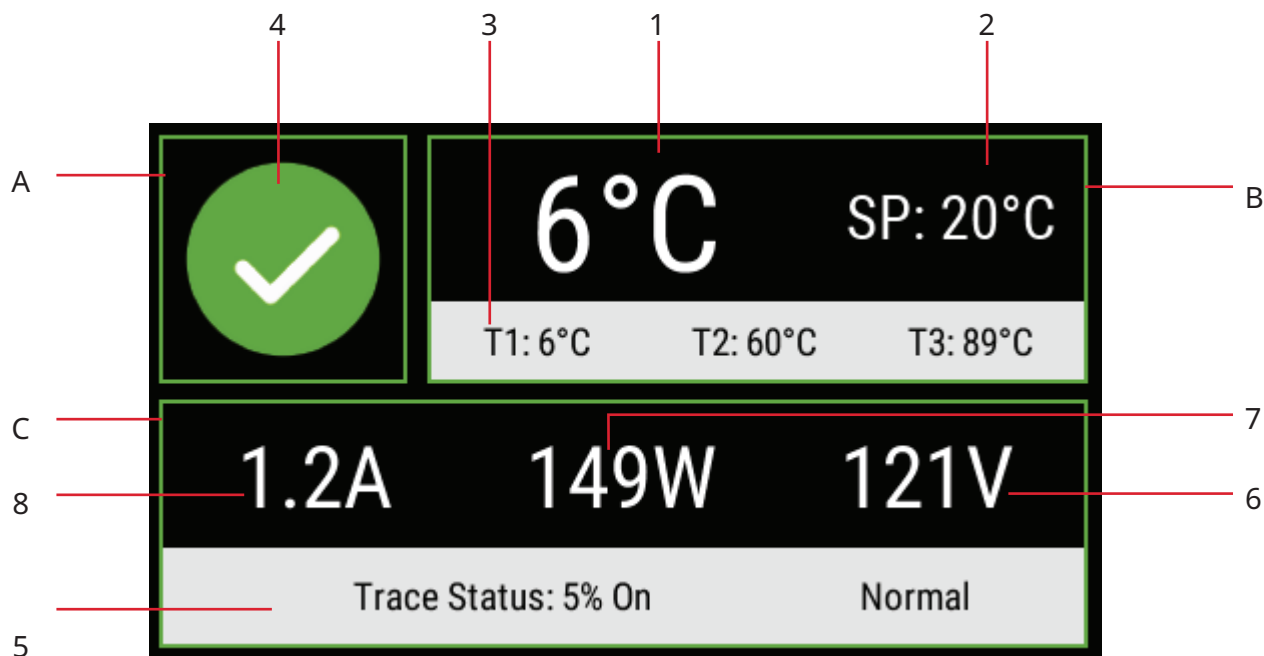 4 3 1 2
A
6°C SP: 20°C
B
T1: 6°C T2: 60°C T3: 89°C
C
7
1.2A 149W 121V
8 6
Trace Status: 5% On Normal
5